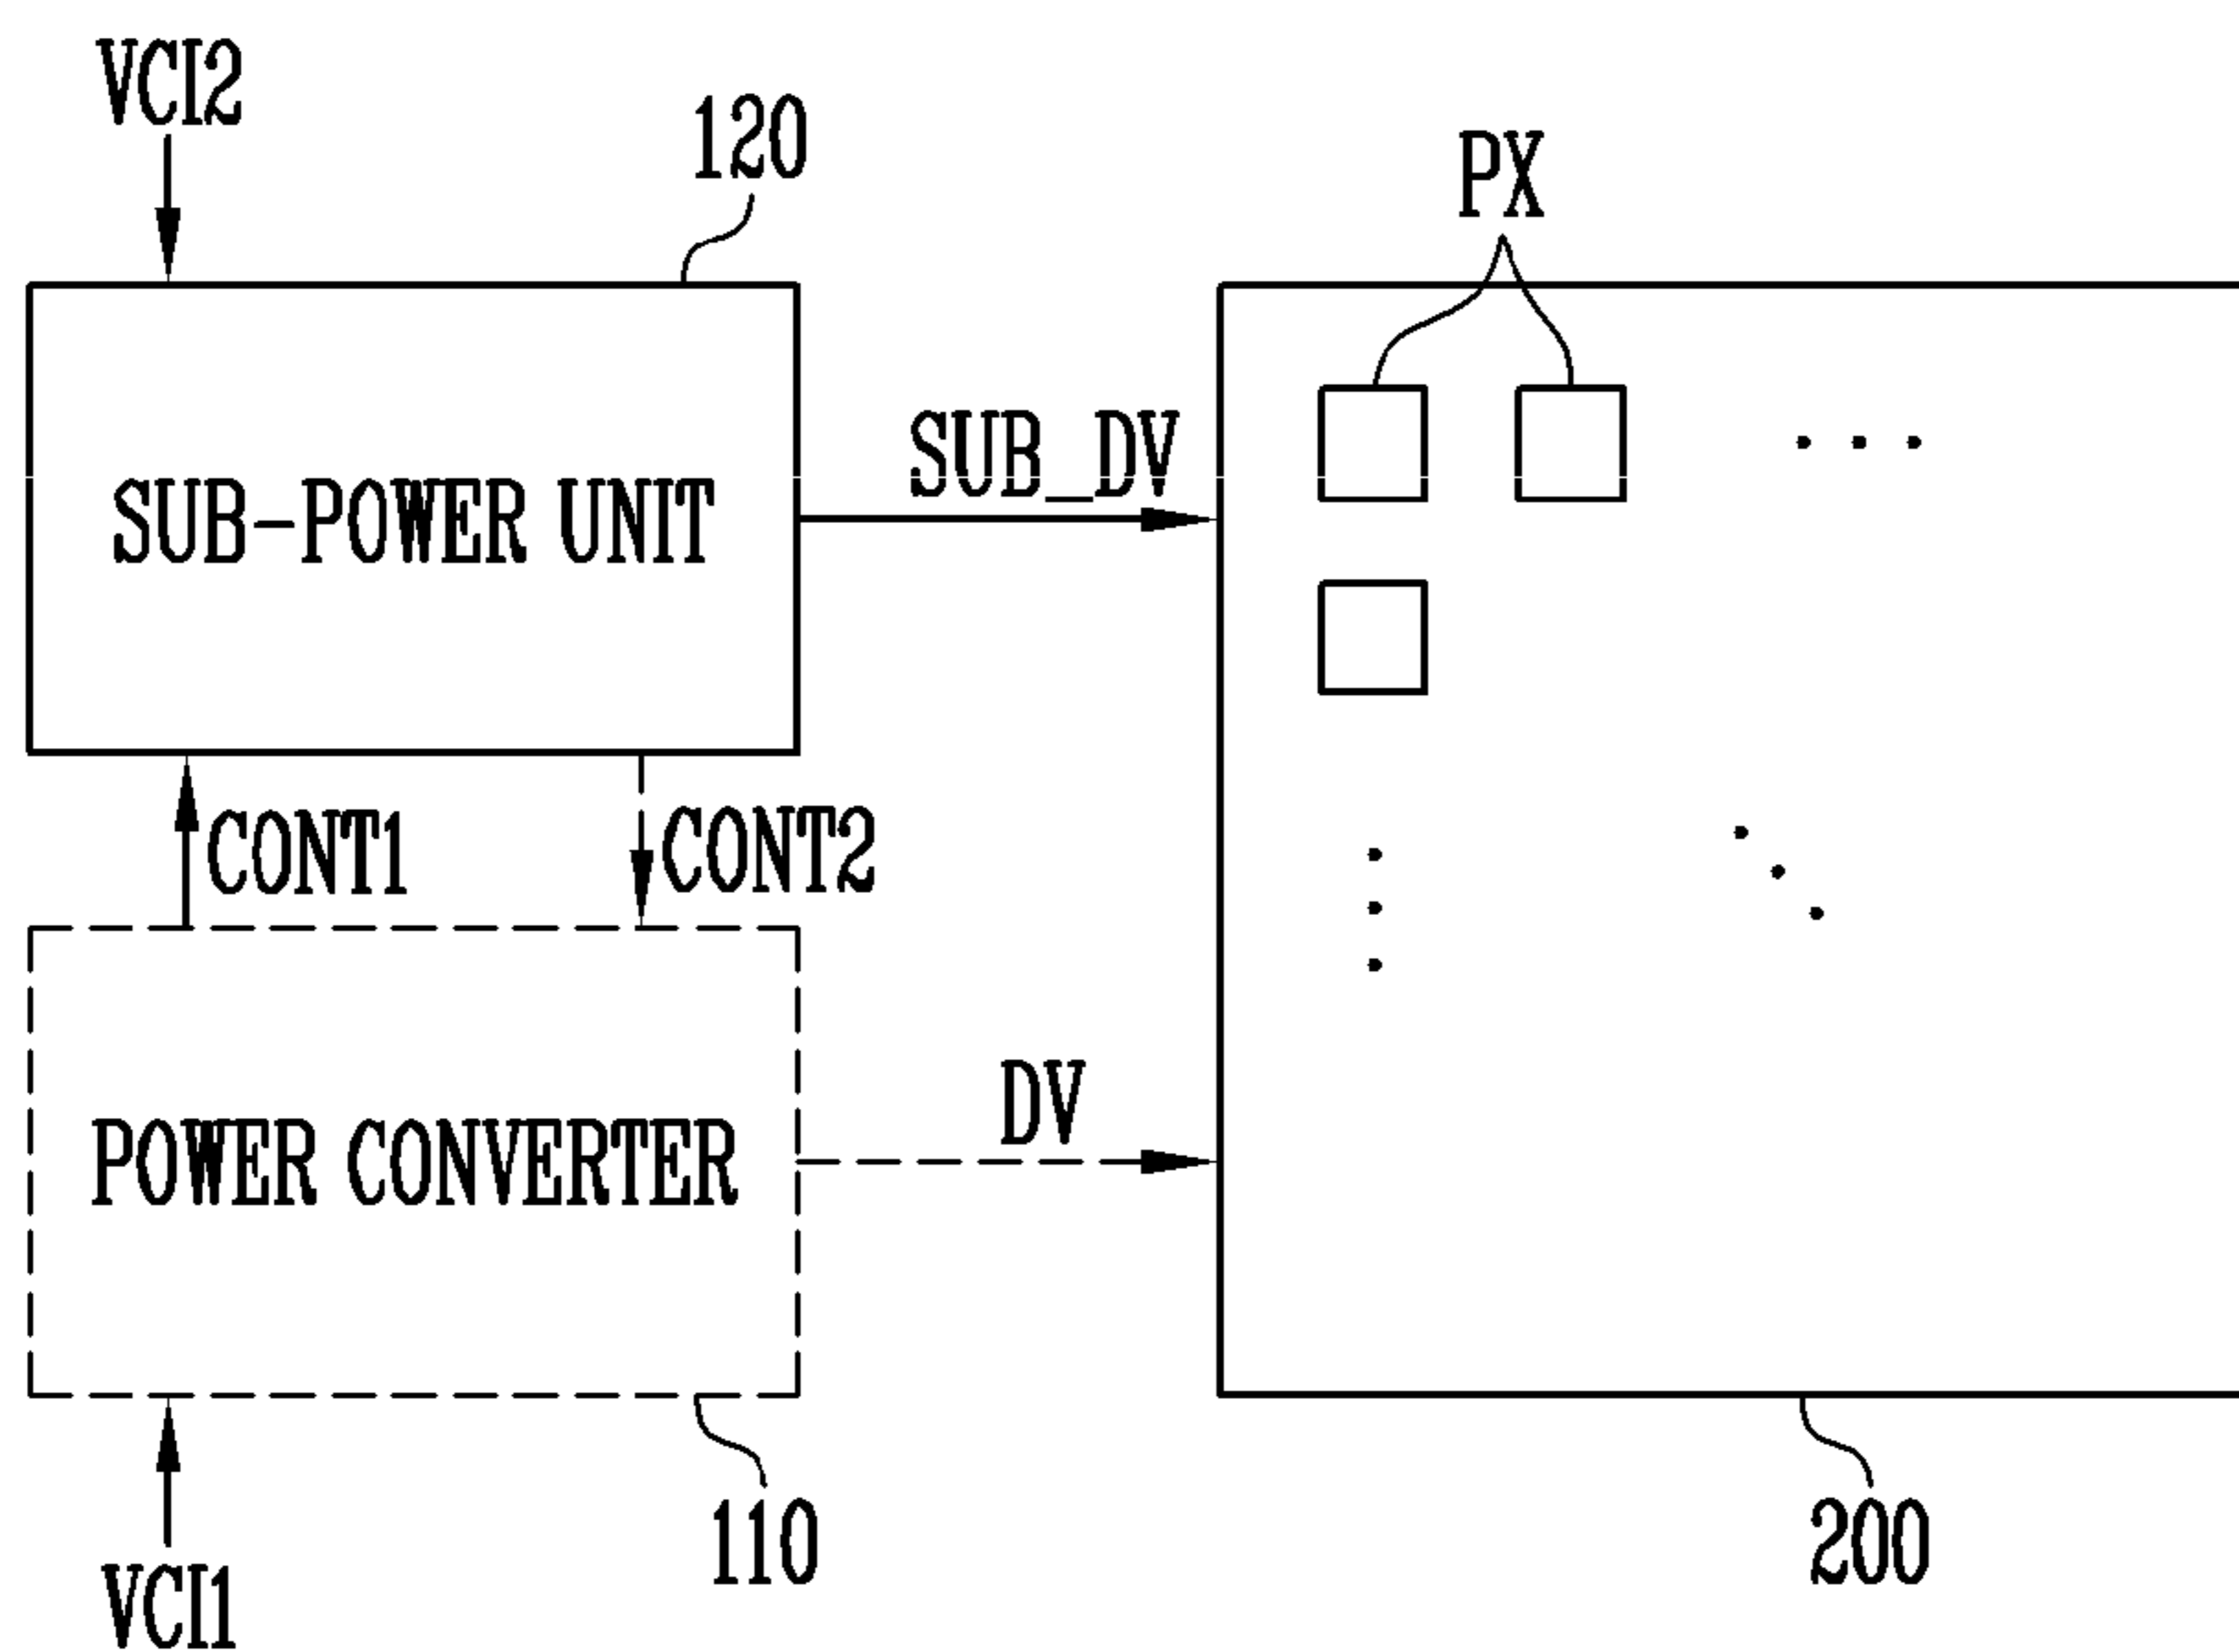 VCI2
120
PX
SUB_DV
SUB-POWER UNIT
CONT1
CONT2
DV
POWER CONVERTER
110
200
VCI1